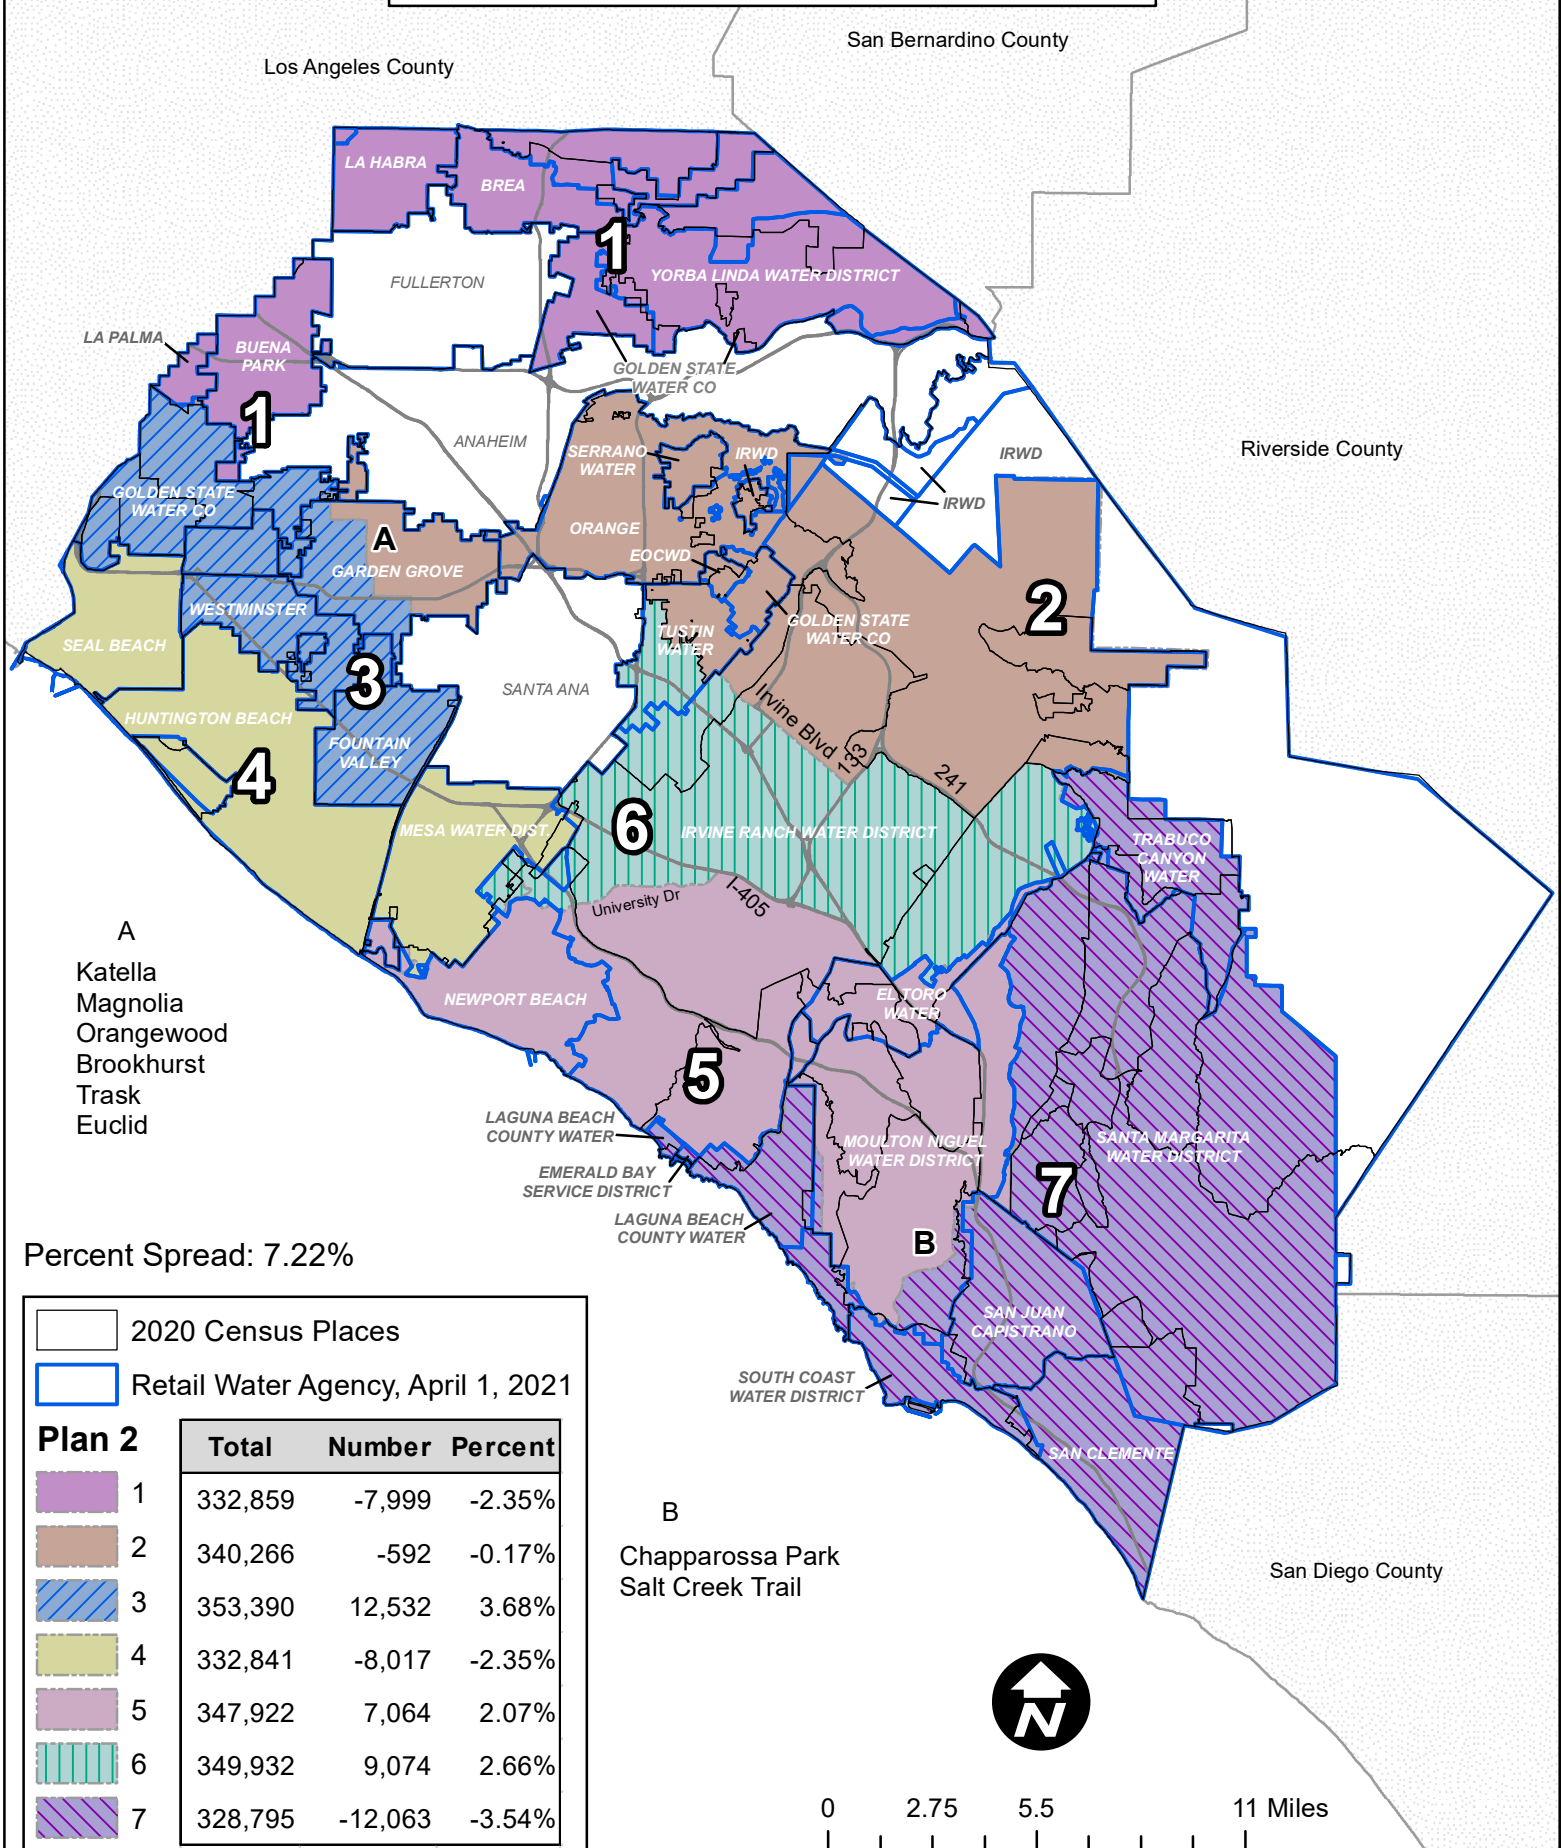 San Bernardino County
Los Angeles County
LA HABRA
BREA
1
YORBA LINDA WATER DISTRICT
FULLERTON
LA PALMA
BUENA
PARK
GOLDEN STATE
WATER CO
1
ANAHEIM
SERRANO
WATER
IRWD
IRWD
Riverside County
GOLDEN STATE
WATER CO
IRWD
ORANGE
A
EOCWD
GARDEN GROVE
WESTMINSTER
2
GOLDEN STATE
WATER CO
TUSTIN
WATER
SEAL BEACH
3
SANTA ANA
Irvine Blvd
HUNTINGTON BEACH
FOUNTAIN
VALLEY
133
241
4
6
MESA WATER DIST.
IRVINE RANCH WATER DISTRICT
TRABUCO
CANYON
WATER
University Dr
I-405
A
Katella
Magnolia
Orangewood
Brookhurst
Trask
Euclid
NEWPORT BEACH
EL TORO
WATER
5
LAGUNA BEACH
COUNTY WATER
MOULTON NIGUEL
WATER DISTRICT
SANTA MARGARITA
WATER DISTRICT
EMERALD BAY
SERVICE DISTRICT
7
LAGUNA BEACH
COUNTY WATER
B
Percent Spread: 7.22%
SAN JUAN
CAPISTRANO
2020 Census Places
Retail Water Agency, April 1, 2021
SOUTH COAST
WATER DISTRICT
SAN CLEMENTE
Plan 2
Total Number Percent
1 332,859 -7,999 -2.35%
2 340,266 -592 -0.17%
3 353,390 12,532 3.68%
4 332,841 -8,017 -2.35%
5 347,922 7,064 2.07%
6 349,932 9,074 2.66%
7 328,795 -12,063 -3.54%
B
Chapparossa Park
Salt Creek Trail
San Diego County
N
0 2.75 5.5 11 Miles